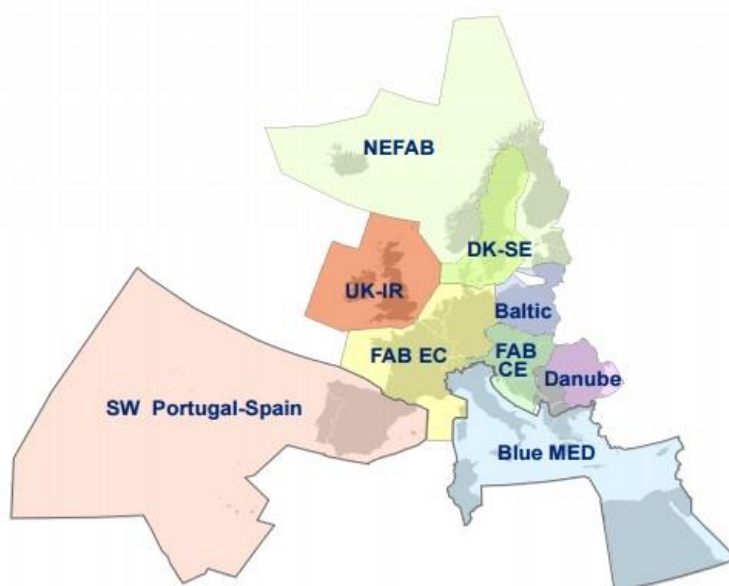 NEFAB
DK-SE
UK-IR
Baltic
FAB EC
FAB
CE
Danube
SW Portugal-Spain
Blue MED